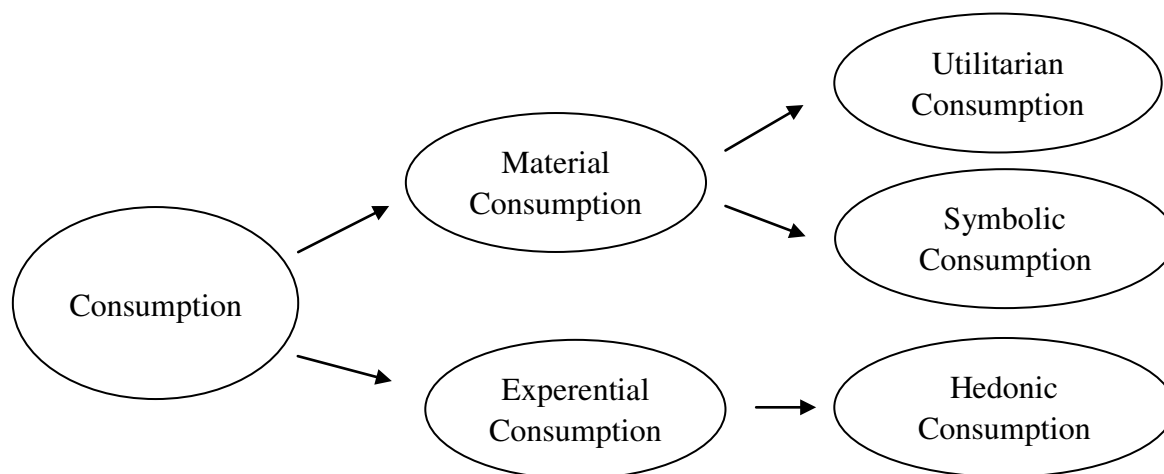 Utilitarian
Consumption
Material
Consumption
Symbolic
Consumption
Consumption
Experential
Consumption
Hedonic
Consumption